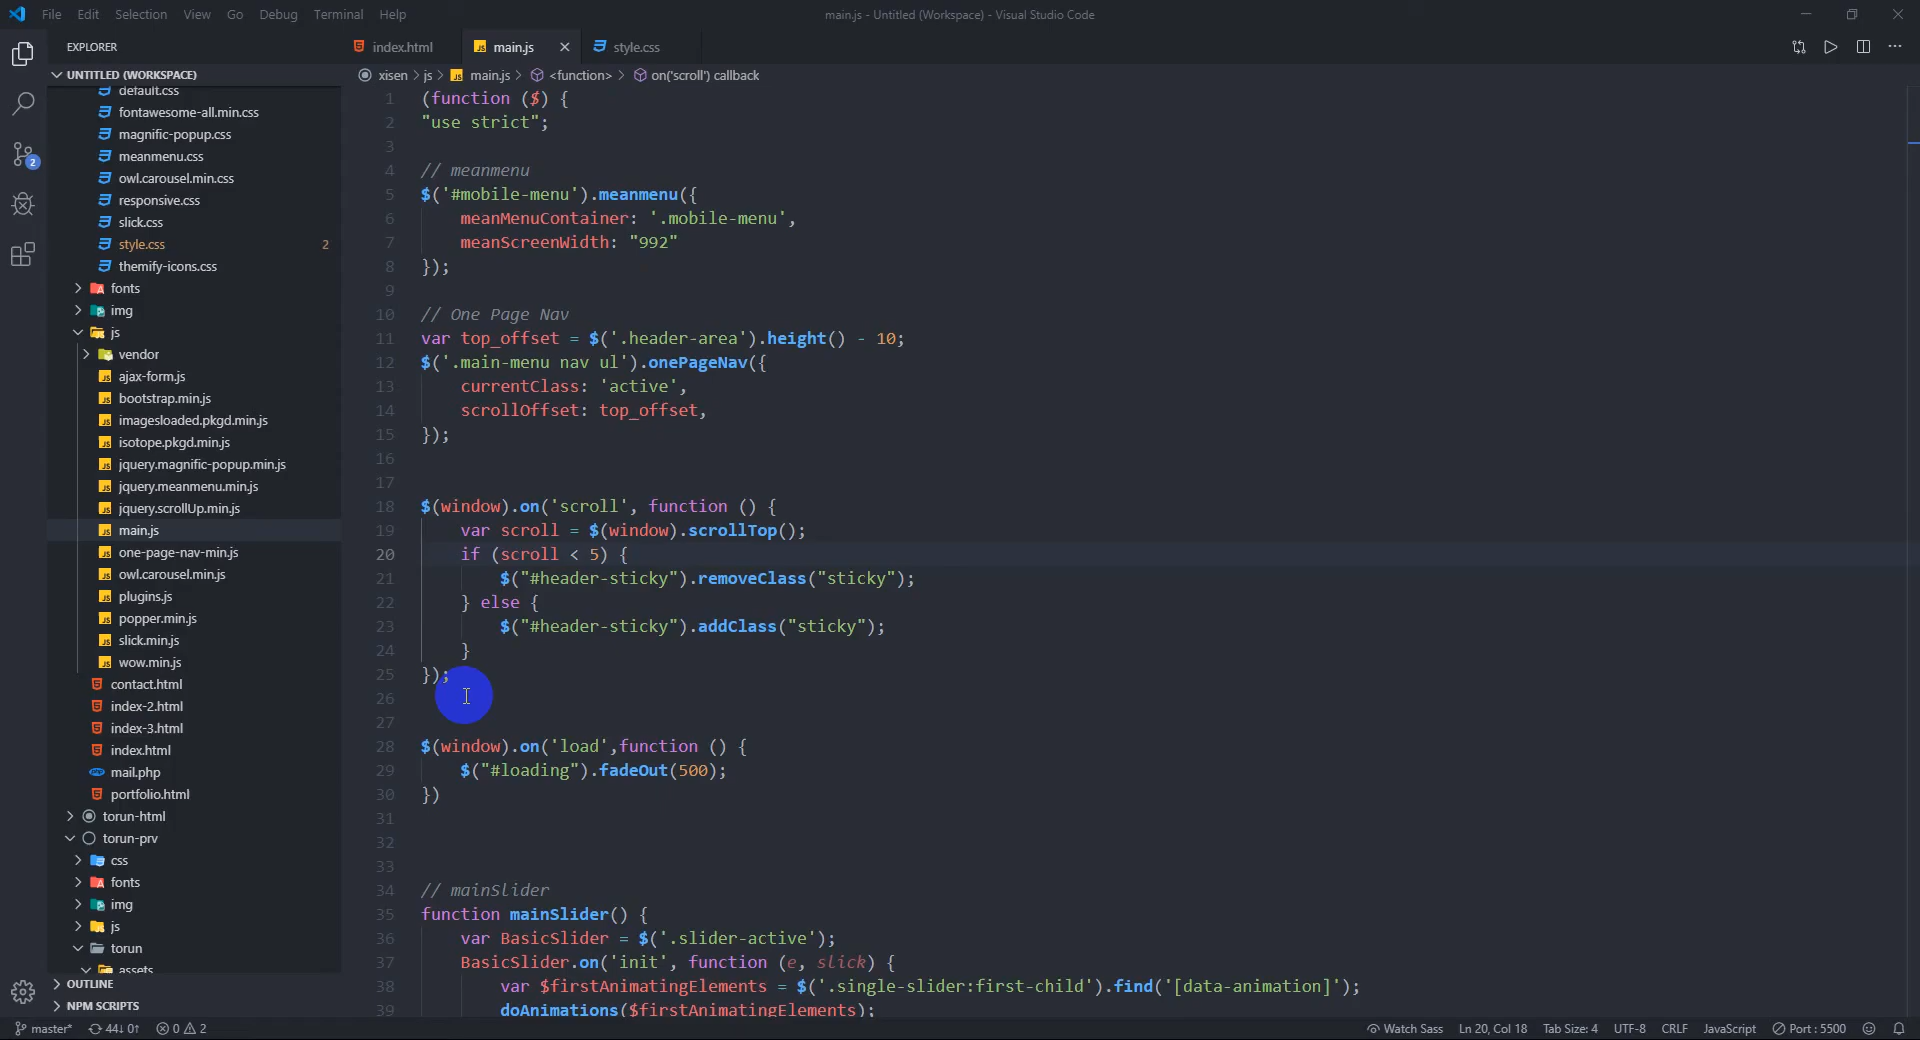 File Edit Selection View Go Debug Terminal Help
main.js - Untitled (Workspace) - Visual Studio Code
EXPLORER
index.html
main.js
style.css
UNTITLED (WORKSPACE)
xisen > js > main.js > <function> > on('scroll') callback
default.css
fontawesome-all.min.css
magnific-popup.css
meanmenu.css
owl.carousel.min.css
responsive.css
slick.css
style.css 2
themify-icons.css
fonts
img
js
vendor
ajax-form.js
bootstrap.min.js
imagesloaded.pkgd.min.js
isotope.pkgd.min.js
jquery.magnific-popup.min.js
jquery.meanmenu.min.js
jquery.scrollUp.min.js
main.js
one-page-nav-min.js
owl.carousel.min.js
plugins.js
popper.min.js
slick.min.js
wow.min.js
contact.html
index-2.html
index-3.html
index.html
mail.php
portfolio.html
torun-html
torun-prv
css
fonts
img
js
torun
assets
OUTLINE
NPM SCRIPTS
2
1 (function ($) {
2 "use strict";
3
4 // meanmenu
5 $('#mobile-menu').meanmenu({
6 meanMenuContainer: '.mobile-menu',
7 meanScreenWidth: "992"
8 });
9
10 // One Page Nav
11 var top_offset = $('.header-area').height() - 10;
12 $('.main-menu nav ul').onePageNav({
13 currentClass: 'active',
14 scrollOffset: top_offset,
15 });
16
17
18 $(window).on('scroll', function () {
19 var scroll = $(window).scrollTop();
20 if (scroll < 5) {
21 $("#header-sticky").removeClass("sticky");
22 } else {
23 $("#header-sticky").addClass("sticky");
24 }
25 });
26
27
28 $(window).on('load',function () {
29 $("#loading").fadeOut(500);
30 })
31
32
33
34 // mainSlider
35 function mainSlider() {
36 var BasicSlider = $('.slider-active');
37 BasicSlider.on('init', function (e, slick) {
38 var $firstAnimatingElements = $('.single-slider:first-child').find('[data-animation]');
39 doAnimations($firstAnimatingElements);
master* 44↓ 0↑ 0 2
Watch Sass Ln 20, Col 18 Tab Size: 4 UTF-8 CRLF JavaScript Port : 5500